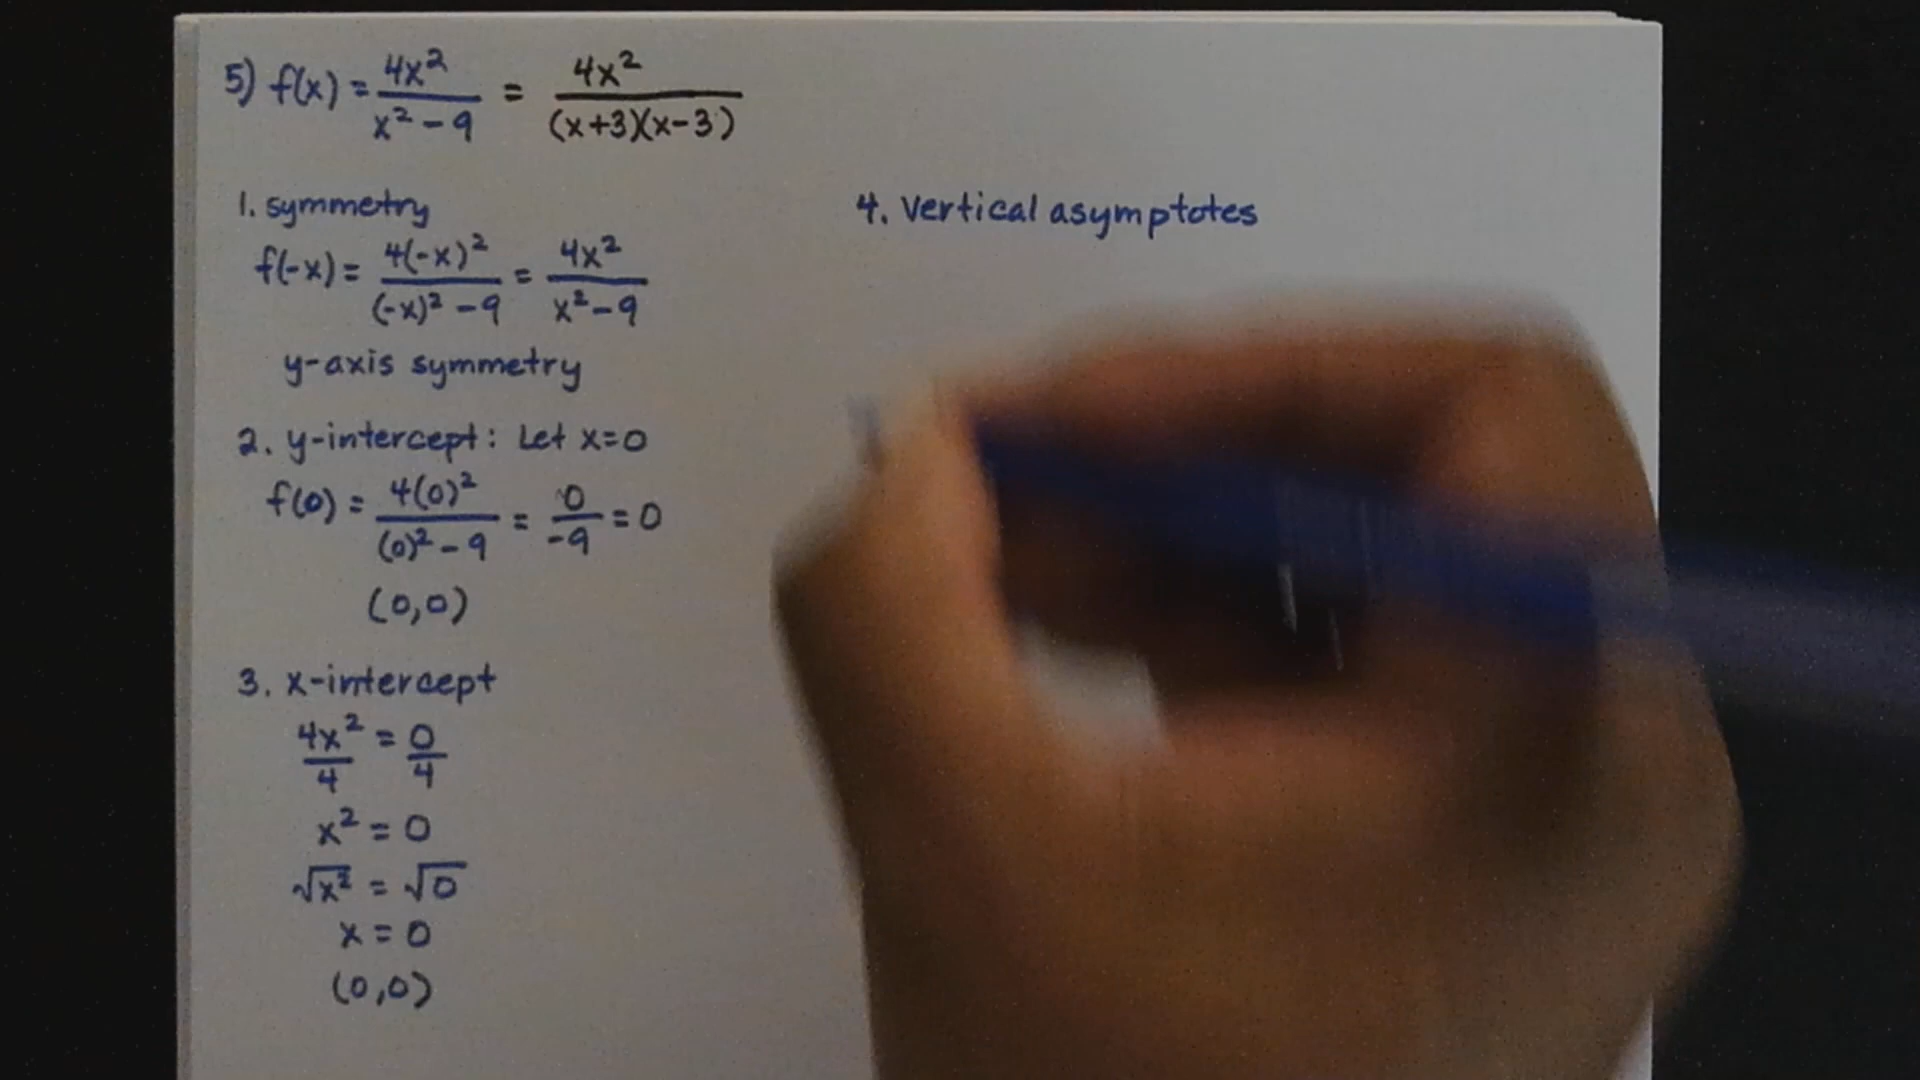 5) f(x) = 4x²/(x² - 9) = 4x²/((x+3)(x-3))
1. symmetry
f(-x) = 4(-x)²/((-x)² - 9) = 4x²/(x² - 9)
y-axis symmetry
2. y-intercept: Let x=0
f(0) = 4(0)²/((0)² - 9) = 0/-9 = 0
(0,0)
3. x-intercept
4x²/4 = 0/4
x² = 0
√x² = √0
x = 0
(0,0)
4. Vertical asymptotes